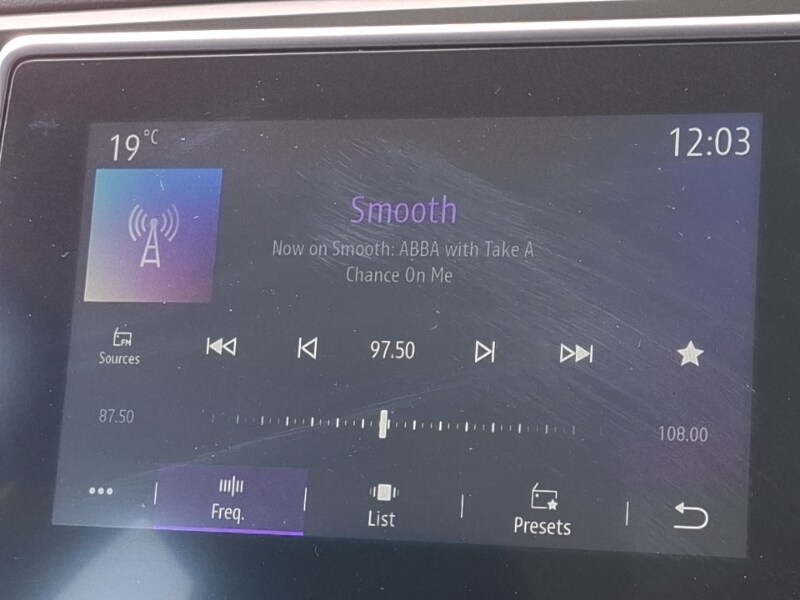 19°C
12:03
Smooth
Now on Smooth: ABBA with Take A
Chance On Me
FM
Sources
97.50
87.50
108.00
Freq.
List
Presets